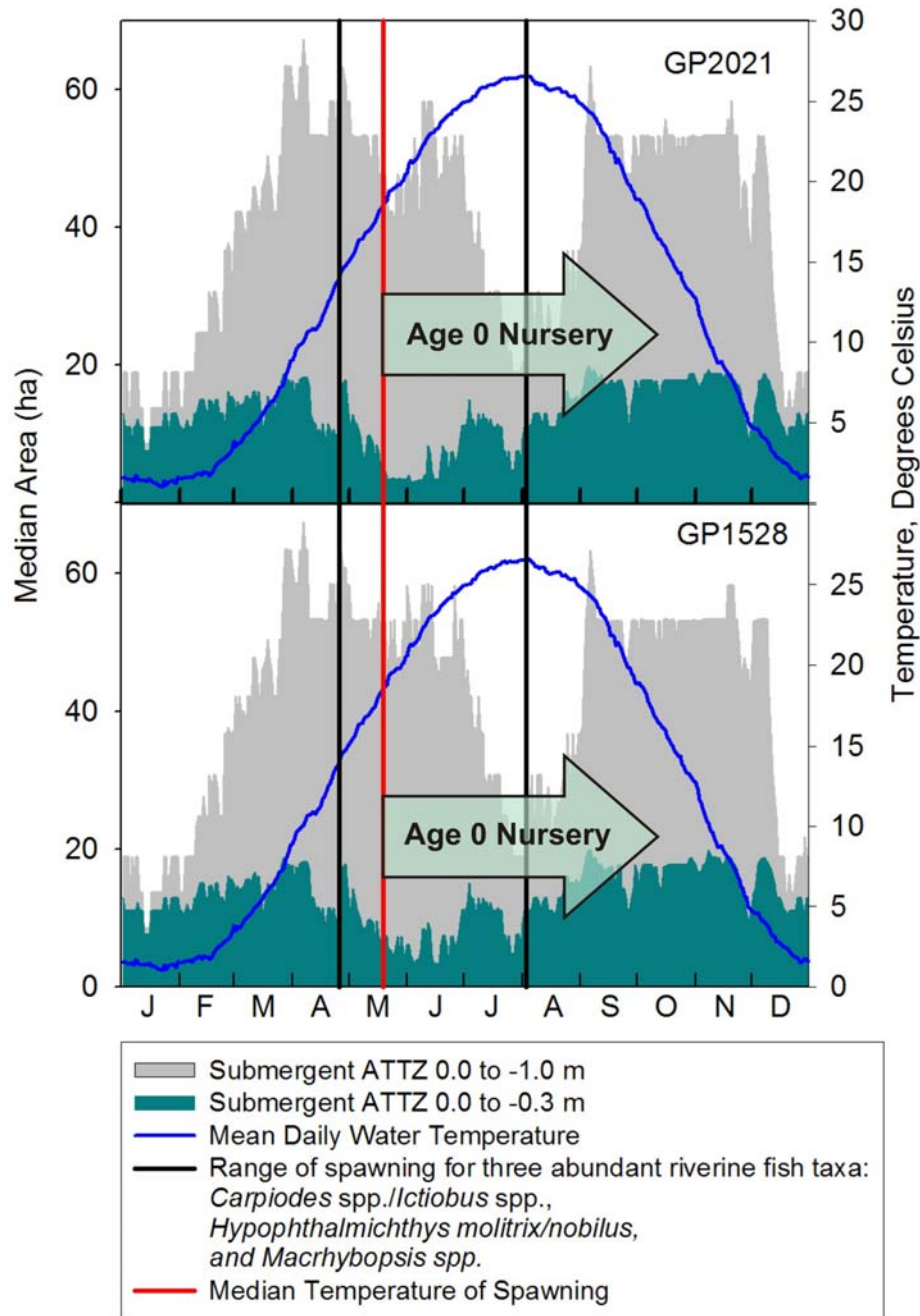 GP2021
30
60
25
20
40
15
Age 0 Nursery
10
20
5
Median Area (ha)
Temperature, Degrees Celsius
GP1528
60
25
20
40
15
Age 0 Nursery
10
20
5
0
0
J F M A M J J A S O N D
Submergent ATTZ 0.0 to -1.0 m
Submergent ATTZ 0.0 to -0.3 m
Mean Daily Water Temperature
Range of spawning for three abundant riverine fish taxa:
Carpiodes spp./Ictiobus spp.,
Hypophthalmichthys molitrix/nobilus,
and Macrhybopsis spp.
Median Temperature of Spawning